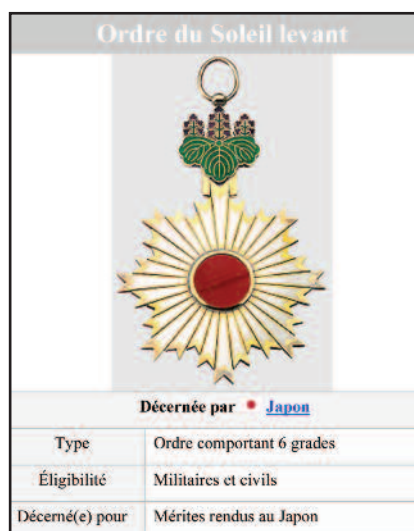 Ordre du Soleil levant
Décernée par Japon
Type Ordre comportant 6 grades
Éligibilité Militaires et civils
Décerné(e) pour Mérites rendus au Japon